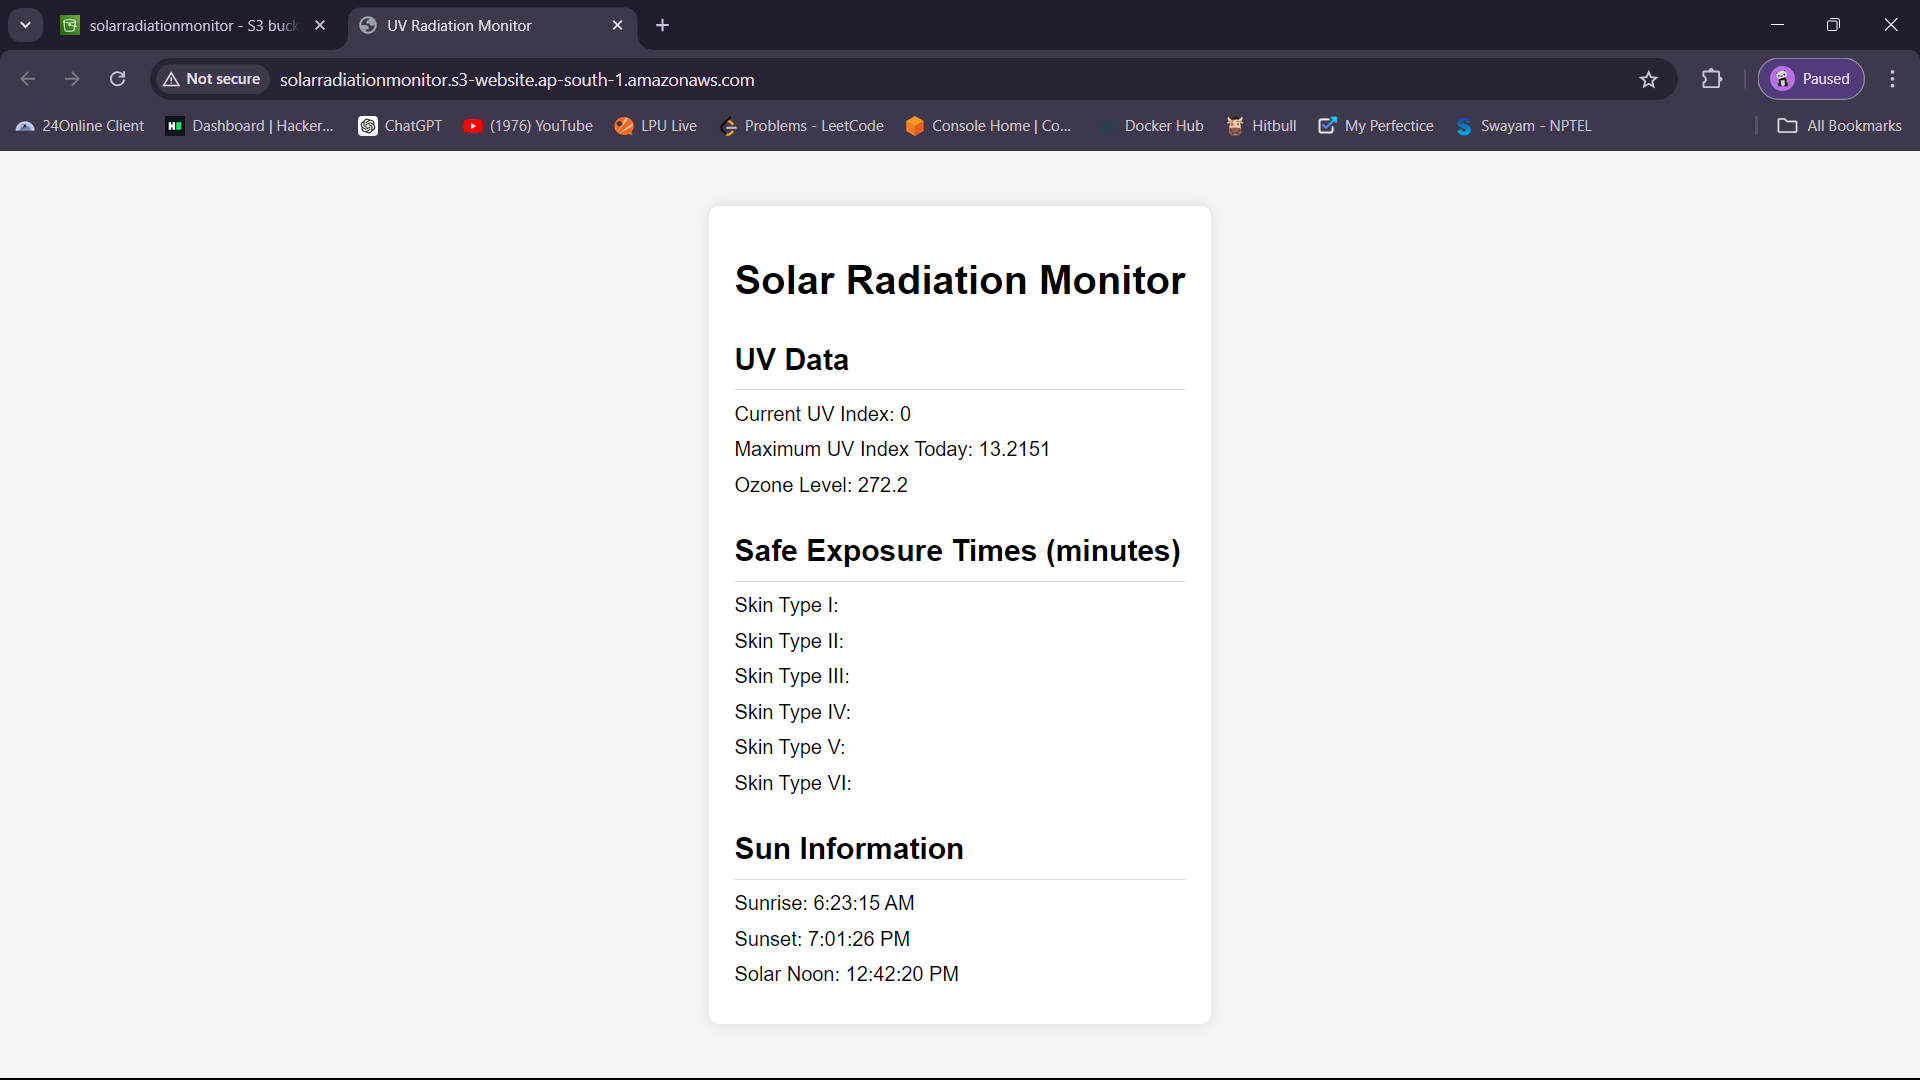 solarradiationmonitor - S3 buck
UV Radiation Monitor
Not secure
solarradiationmonitor.s3-website.ap-south-1.amazonaws.com
Paused
24Online Client
Dashboard | Hacker...
ChatGPT
(1976) YouTube
LPU Live
Problems - LeetCode
Console Home | Co...
Docker Hub
Hitbull
My Perfectice
Swayam - NPTEL
All Bookmarks
Solar Radiation Monitor
UV Data
Current UV Index: 0
Maximum UV Index Today: 13.2151
Ozone Level: 272.2
Safe Exposure Times (minutes)
Skin Type I:
Skin Type II:
Skin Type III:
Skin Type IV:
Skin Type V:
Skin Type VI:
Sun Information
Sunrise: 6:23:15 AM
Sunset: 7:01:26 PM
Solar Noon: 12:42:20 PM